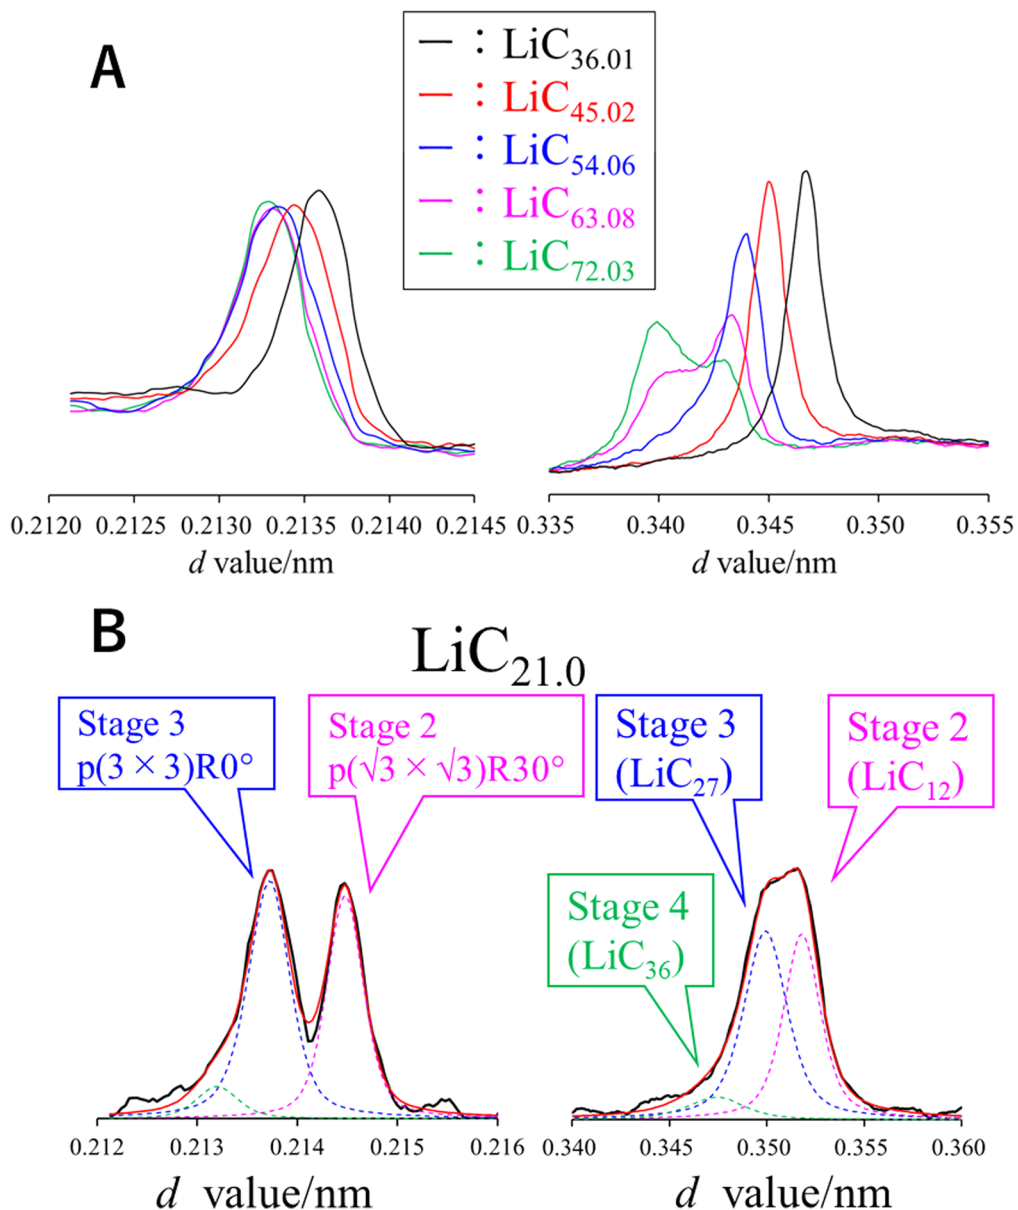 A
— : LiC36.01
— : LiC45.02
— : LiC54.06
— : LiC63.08
— : LiC72.03
0.2120 0.2125 0.2130 0.2135 0.2140 0.2145
d value/nm
0.335 0.340 0.345 0.350 0.355
d value/nm
B
LiC21.0
Stage 3
p(3 × 3)R0°
Stage 2
p(√3 × √3)R30°
Stage 3
(LiC27)
Stage 2
(LiC12)
Stage 4
(LiC36)
0.212 0.213 0.214 0.215 0.216
d value/nm
0.340 0.345 0.350 0.355 0.360
d value/nm